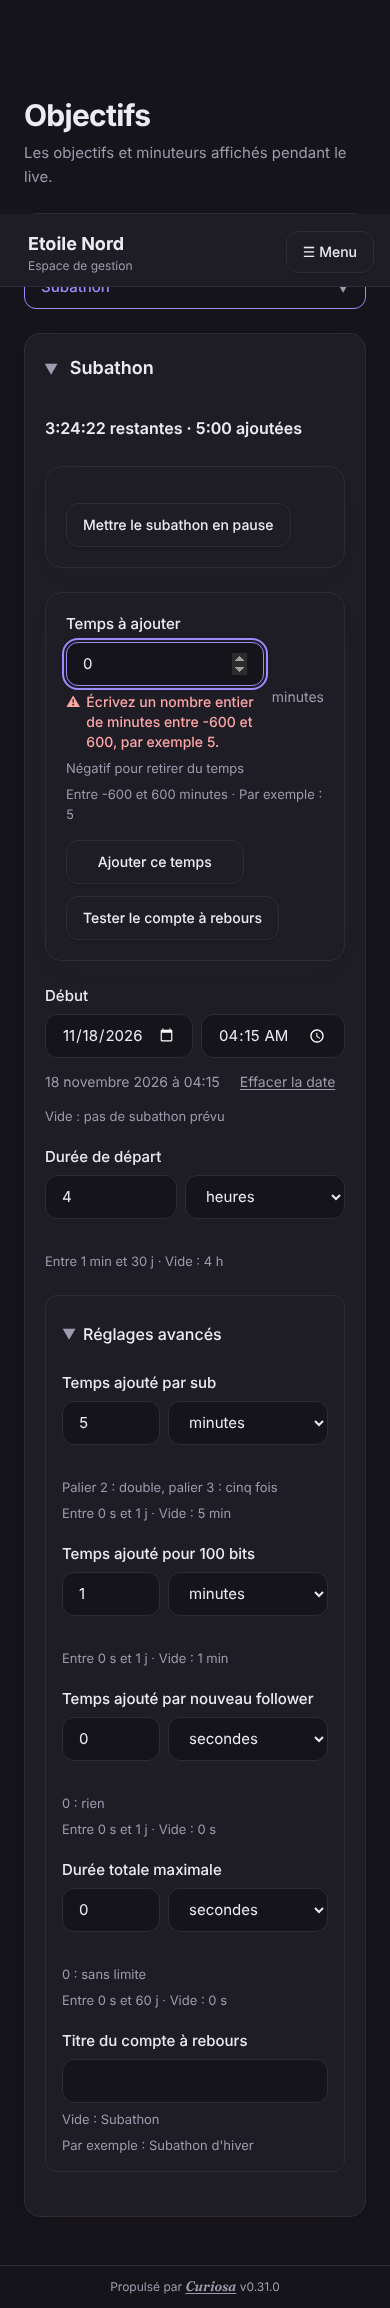 Objectifs
Les objectifs et minuteurs affichés pendant le
live.
Etoile Nord
Espace de gestion
☰ Menu
Subathon
▼ Subathon
3:24:22 restantes · 5:00 ajoutées
Mettre le subathon en pause
Temps à ajouter
0
minutes
⚠ Écrivez un nombre entier
de minutes entre -600 et
600, par exemple 5.
Négatif pour retirer du temps
Entre -600 et 600 minutes · Par exemple :
5
Ajouter ce temps
Tester le compte à rebours
Début
11/18/2026 04:15 AM
18 novembre 2026 à 04:15 Effacer la date
Vide : pas de subathon prévu
Durée de départ
4 heures
Entre 1 min et 30 j · Vide : 4 h
▼ Réglages avancés
Temps ajouté par sub
5 minutes
Palier 2 : double, palier 3 : cinq fois
Entre 0 s et 1 j · Vide : 5 min
Temps ajouté pour 100 bits
1 minutes
Entre 0 s et 1 j · Vide : 1 min
Temps ajouté par nouveau follower
0 secondes
0 : rien
Entre 0 s et 1 j · Vide : 0 s
Durée totale maximale
0 secondes
0 : sans limite
Entre 0 s et 60 j · Vide : 0 s
Titre du compte à rebours
Vide : Subathon
Par exemple : Subathon d'hiver
Propulsé par Curiosa v0.31.0